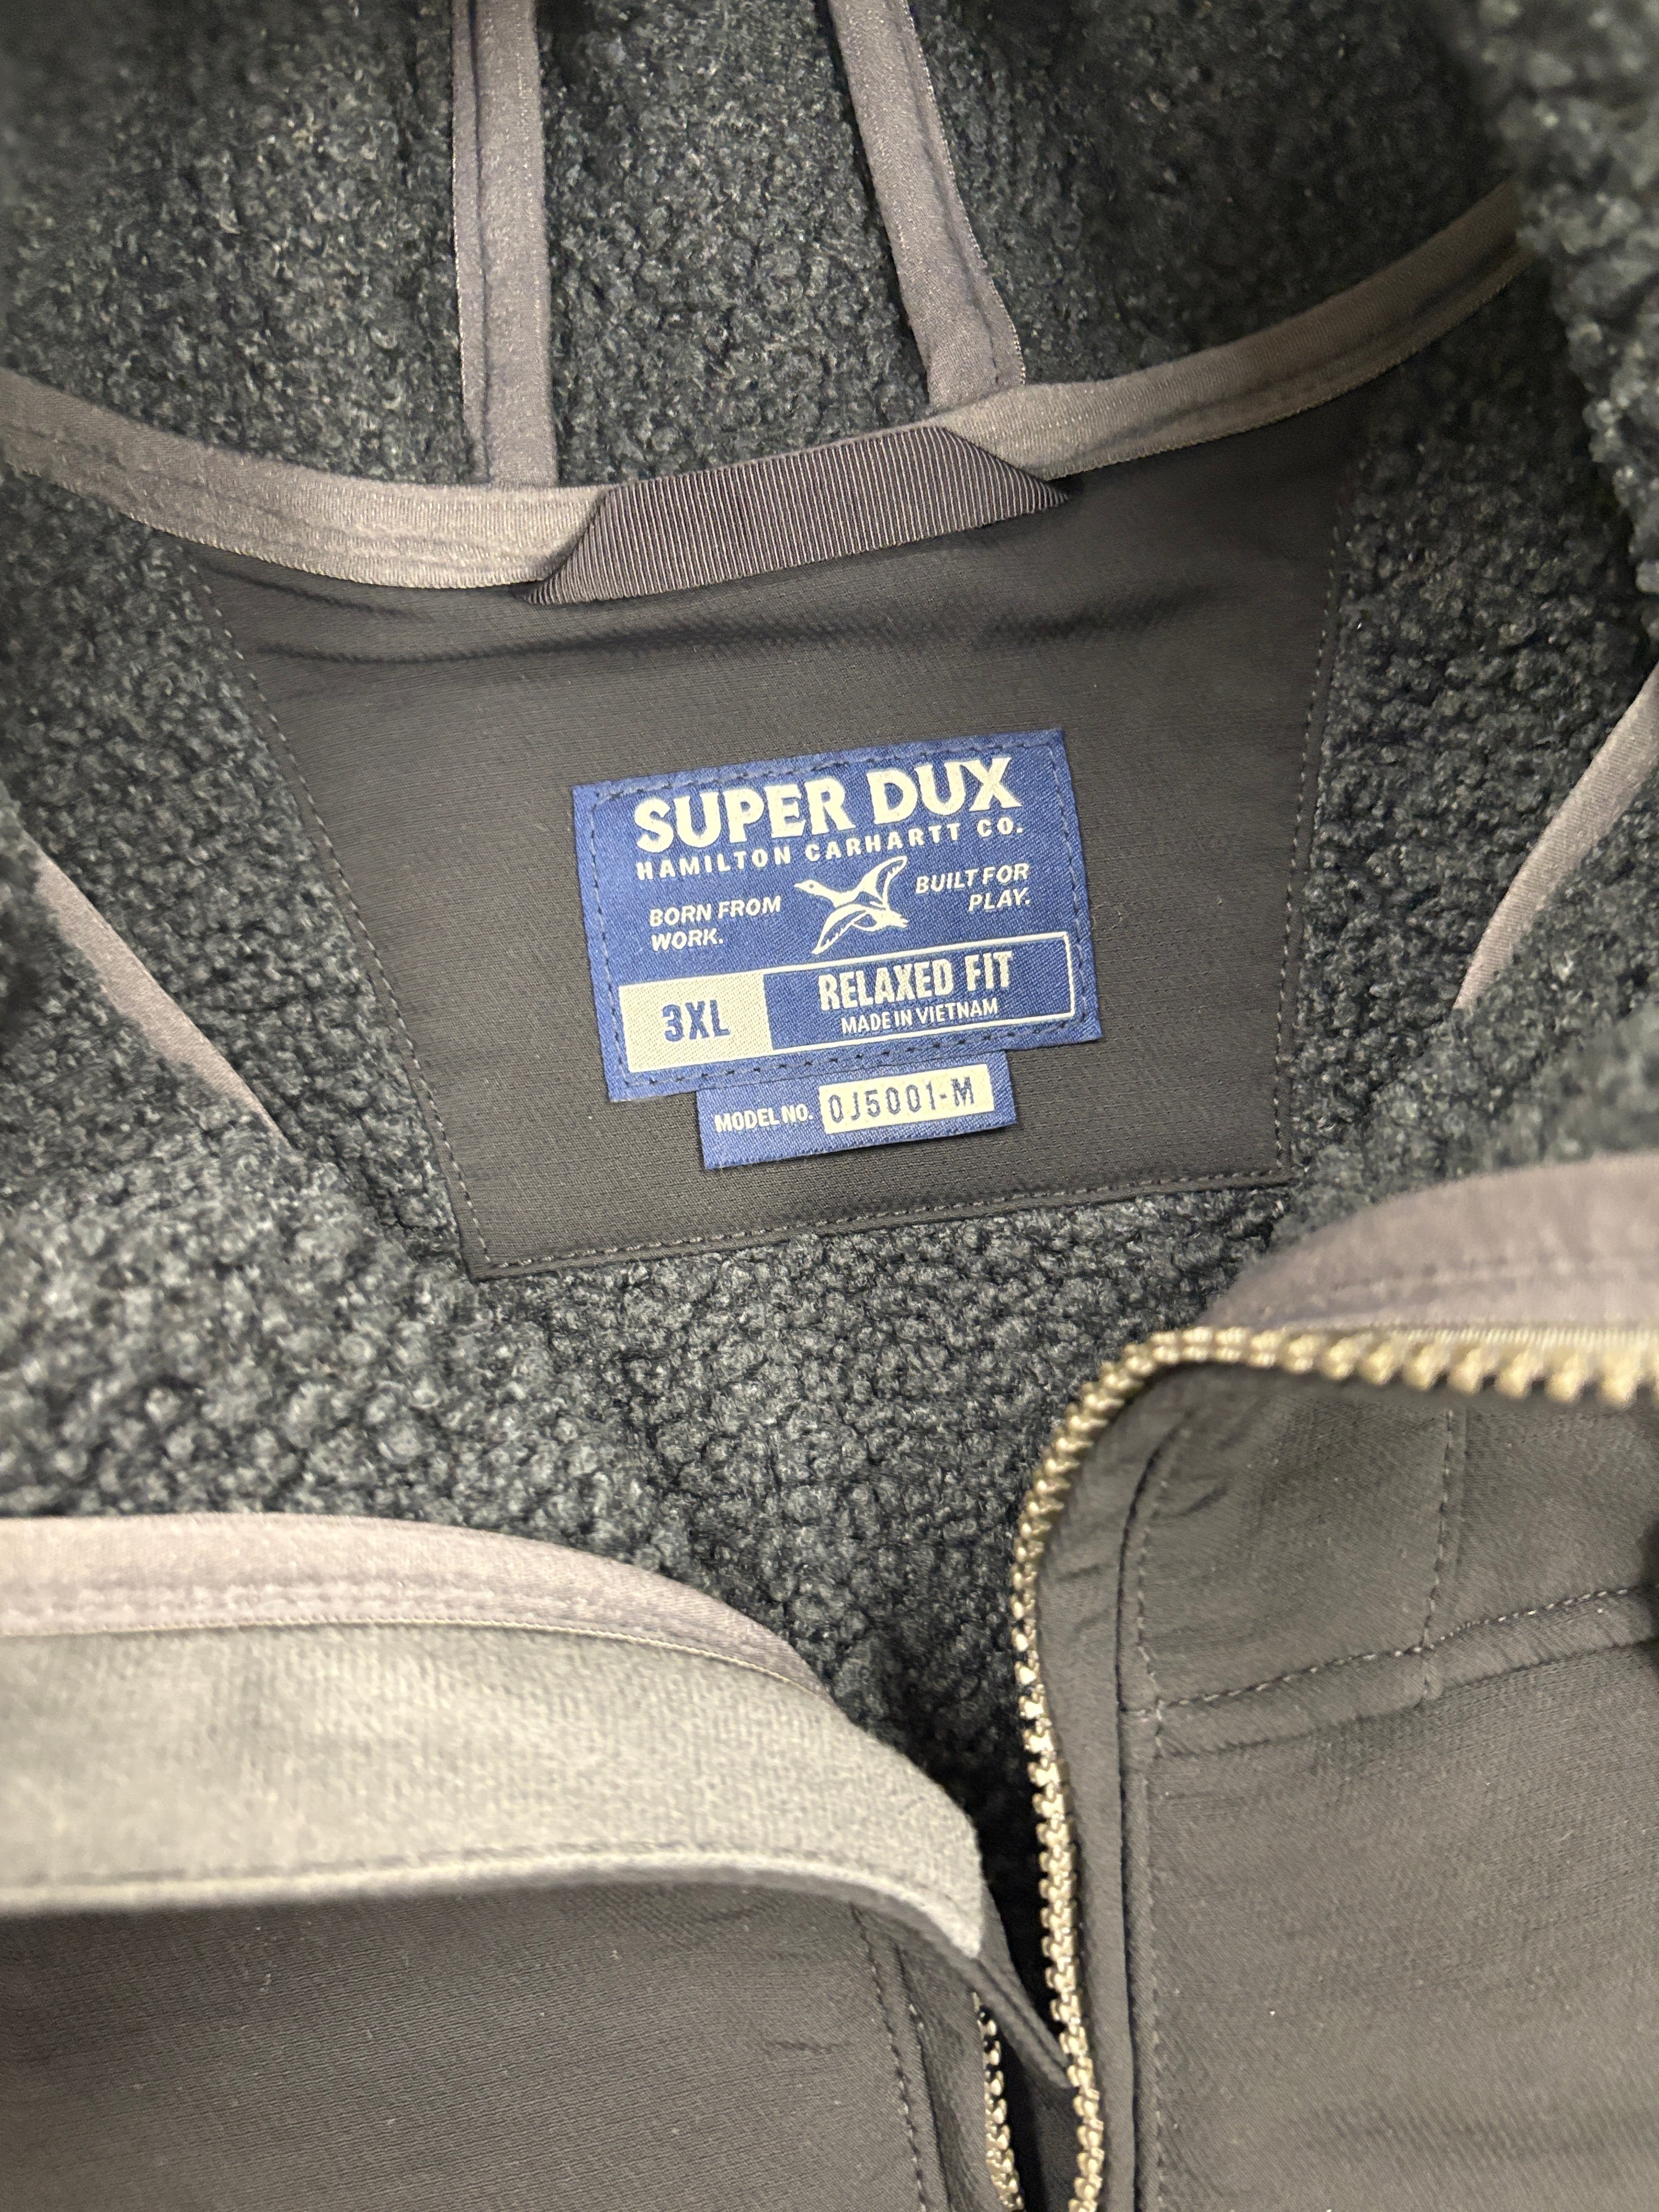 SUPER DUX
HAMILTON CARHARTT CO.
BORN FROM
WORK.
BUILT FOR
PLAY.
3XL
RELAXED FIT
MADE IN VIETNAM
MODEL NO. OJ5001-M